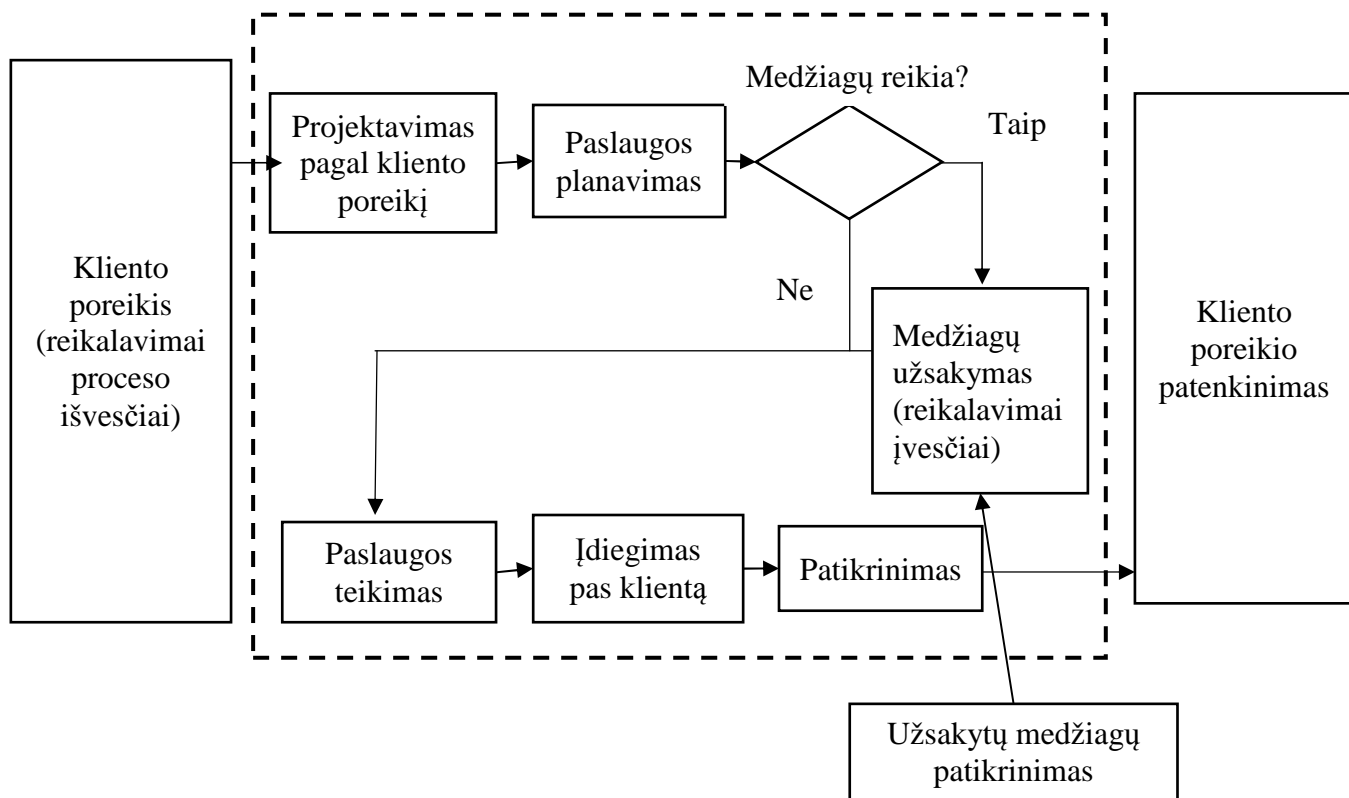 Kliento
poreikis
(reikalavimai
proceso
išvesčiai)
Projektavimas
pagal kliento
poreikį
Paslaugos
planavimas
Medžiagų reikia?
Taip
Ne
Medžiagų
užsakymas
(reikalavimai
įvesčiai)
Paslaugos
teikimas
Įdiegimas
pas klientą
Patikrinimas
Kliento
poreikio
patenkinimas
Užsakytų medžiagų
patikrinimas